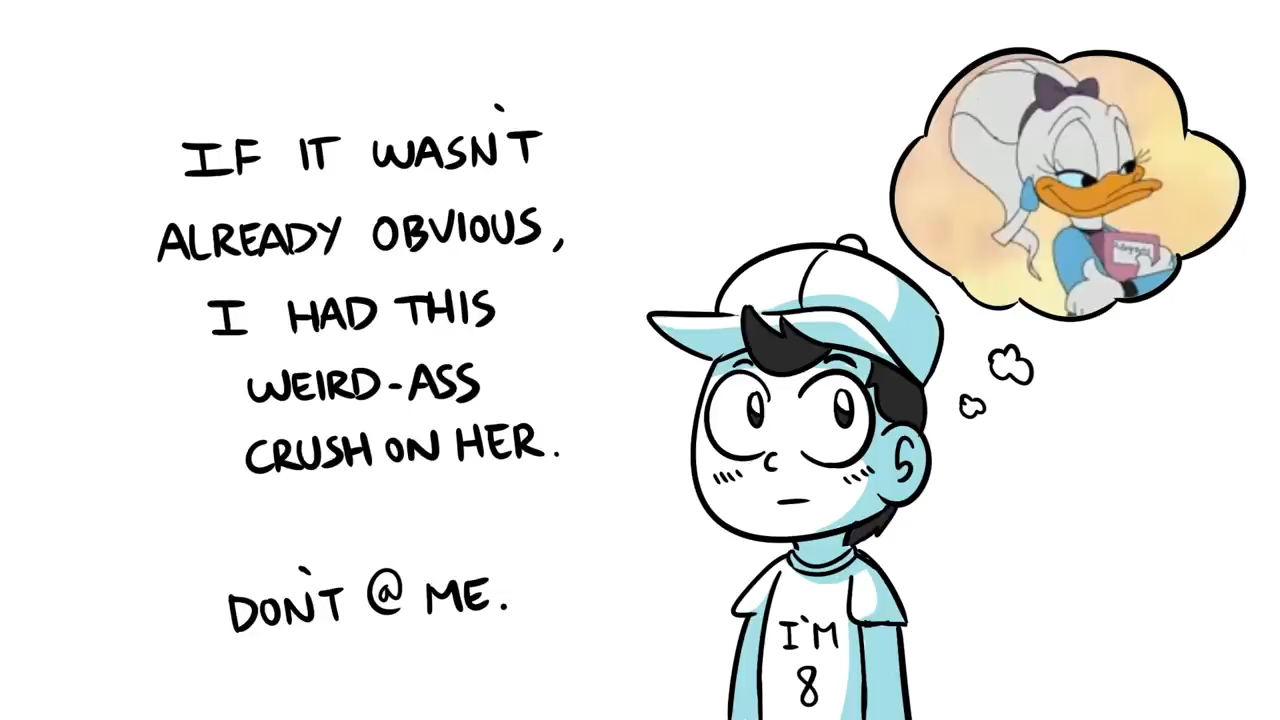 IF IT WASN'T
ALREADY OBVIOUS,
I HAD THIS
WEIRD-ASS
CRUSH ON HER.
DON'T @ ME.
I'M
8